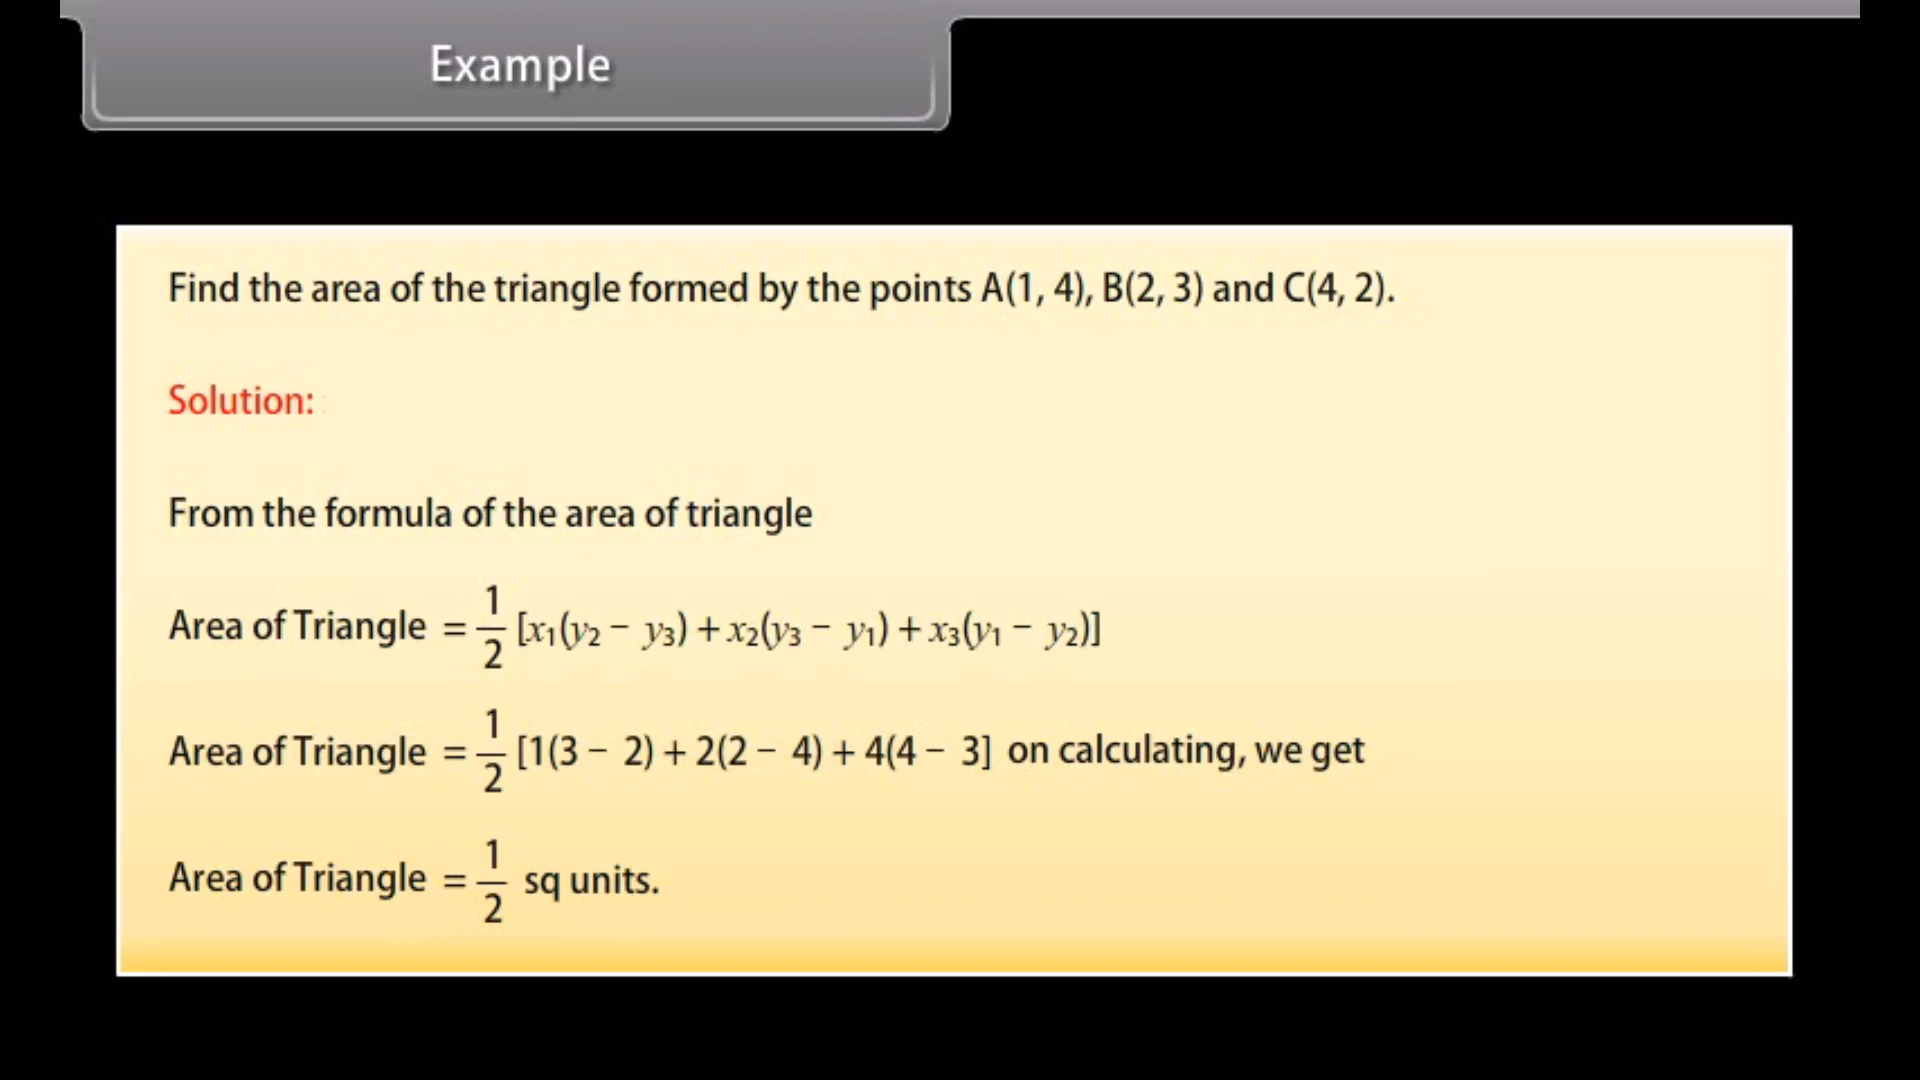 Example
Find the area of the triangle formed by the points A(1, 4), B(2, 3) and C(4, 2).
Solution:
From the formula of the area of triangle
Area of Triangle = 1/2 [x₁(y₂ − y₃) + x₂(y₃ − y₁) + x₃(y₁ − y₂)]
Area of Triangle = 1/2 [1(3 − 2) + 2(2 − 4) + 4(4 − 3] on calculating, we get
Area of Triangle = 1/2 sq units.